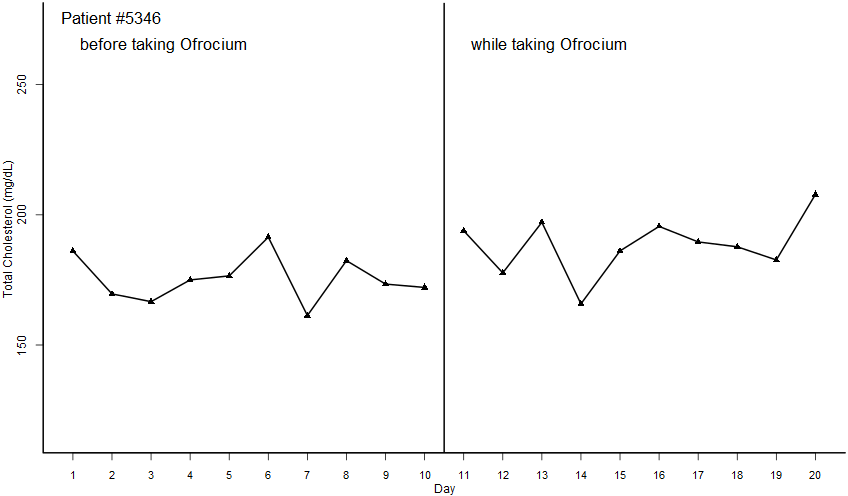 Patient #5346
before taking Ofrocium
while taking Ofrocium
Total Cholesterol (mg/dL)
250
200
150
1 2 3 4 5 6 7 8 9 10 11 12 13 14 15 16 17 18 19 20
Day